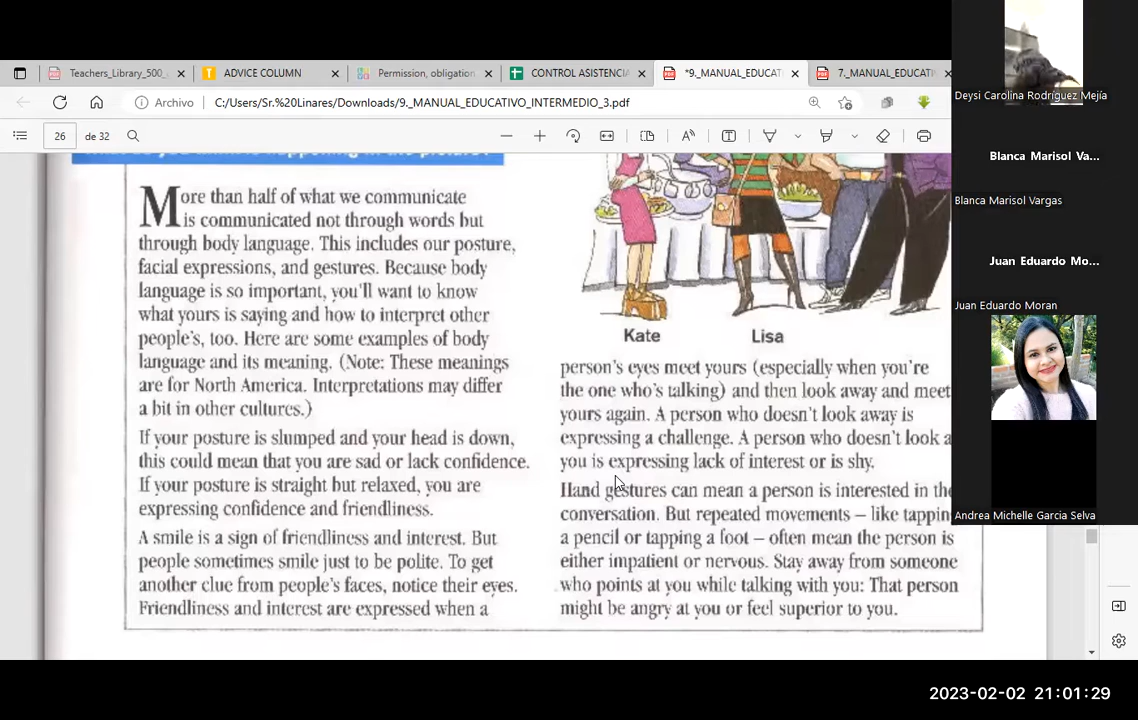 Teachers_Library_500_
ADVICE COLUMN
Permission, obligation
CONTROL ASISTENCIA
*9._MANUAL_EDUCAT
7._MANUAL_EDUCATI
Archivo
C:/Users/Sr.%20Linares/Downloads/9._MANUAL_EDUCATIVO_INTERMEDIO_3.pdf
26
de 32
More than half of what we communicate
is communicated not through words but
through body language. This includes our posture,
facial expressions, and gestures. Because body
language is so important, you'll want to know
what yours is saying and how to interpret other
people's, too. Here are some examples of body
language and its meaning. (Note: These meanings
are for North America. Interpretations may differ
a bit in other cultures.)
If your posture is slumped and your head is down,
this could mean that you are sad or lack confidence.
If your posture is straight but relaxed, you are
expressing confidence and friendliness.
A smile is a sign of friendliness and interest. But
people sometimes smile just to be polite. To get
another clue from people's faces, notice their eyes.
Friendliness and interest are expressed when a
Kate
Lisa
person's eyes meet yours (especially when you're
the one who's talking) and then look away and meet
yours again. A person who doesn't look away is
expressing a challenge. A person who doesn't look a
you is expressing lack of interest or is shy.
Hand gestures can mean a person is interested in the
conversation. But repeated movements – like tappin
a pencil or tapping a foot – often mean the person is
either impatient or nervous. Stay away from someone
who points at you while talking with you: That person
might be angry at you or feel superior to you.
Deysi Carolina Rodríguez Mejía
Blanca Marisol Va...
Blanca Marisol Vargas
Juan Eduardo Mo...
Juan Eduardo Moran
Andrea Michelle Garcia Selva
2023-02-02 21:01:29